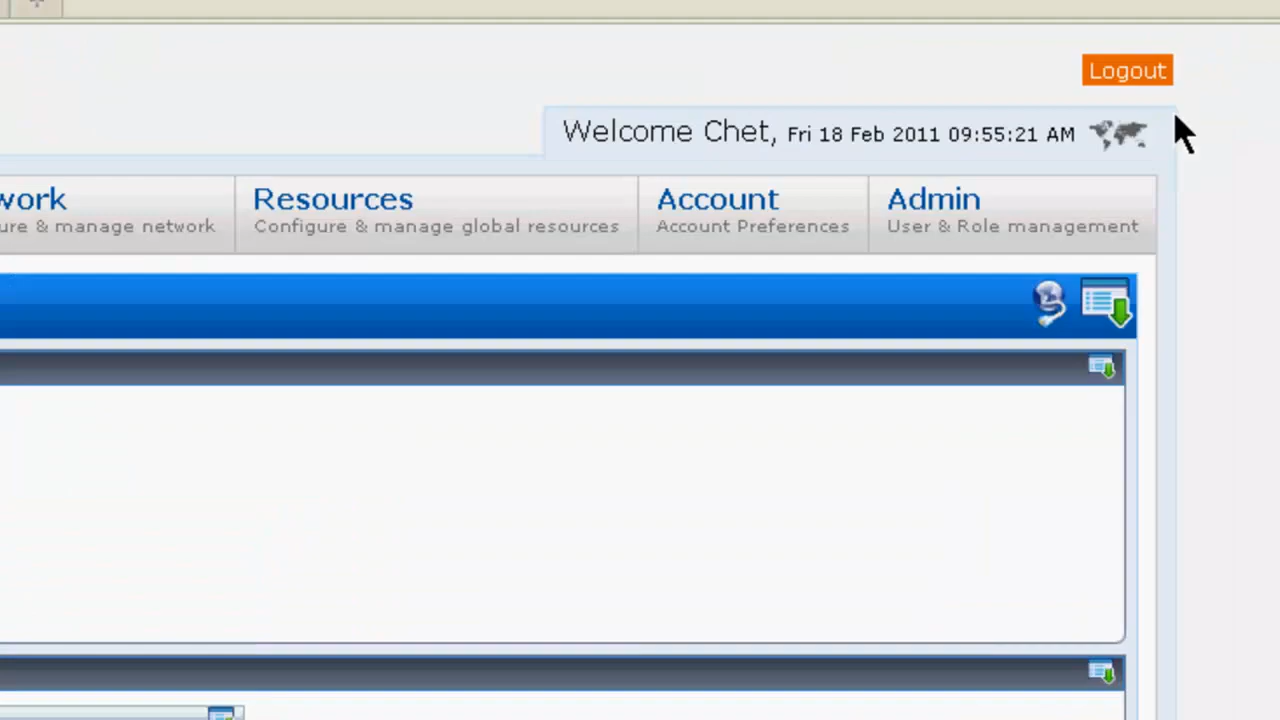 Logout
Welcome Chet, Fri 18 Feb 2011 09:55:21 AM
work Resources Account Admin
ure & manage network Configure & manage global resources Account Preferences User & Role management